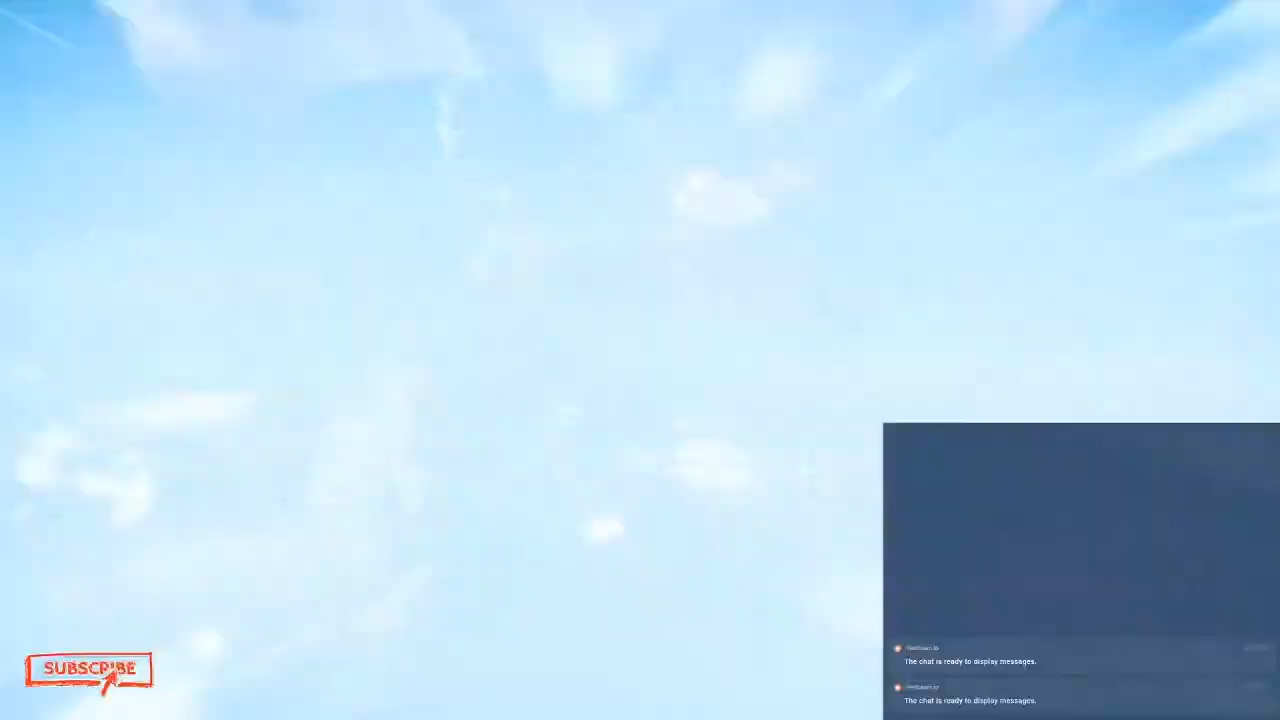 SUBSCRIBE
The chat is ready to display messages.
The chat is ready to display messages.